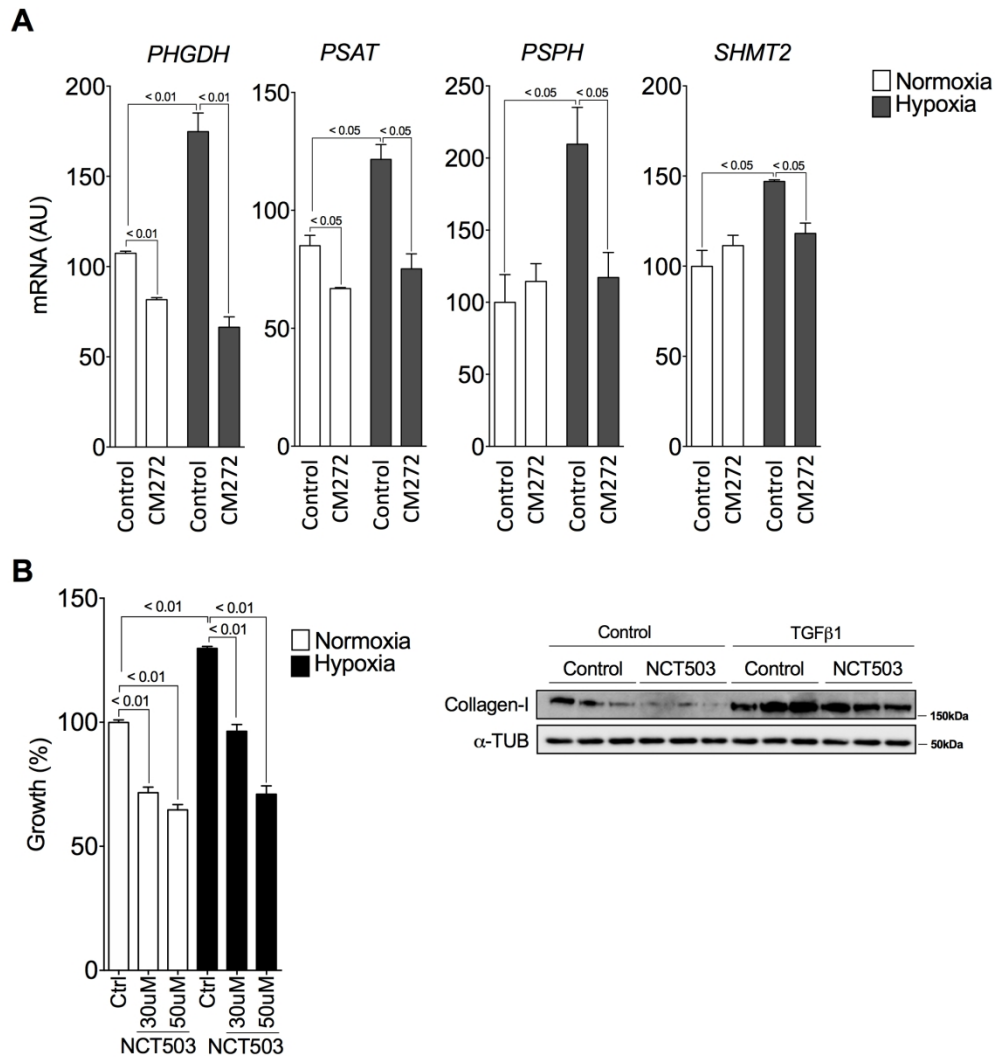 A
PHGDH
PSAT
PSPH
SHMT2
Normoxia
Hypoxia
mRNA (AU)
200
150
100
50
0
< 0.01
< 0.01
< 0.01
Control
CM272
Control
CM272
150
100
50
0
< 0.05
< 0.05
< 0.05
Control
CM272
Control
CM272
250
200
150
100
50
0
< 0.05
< 0.05
Control
CM272
Control
CM272
200
150
100
50
0
< 0.05
< 0.05
Control
CM272
Control
CM272
B
Growth (%)
150
100
50
0
< 0.01
< 0.01
< 0.01
< 0.01
< 0.01
Normoxia
Hypoxia
Ctrl
30uM
50uM
Ctrl
30uM
50uM
NCT503 NCT503
Control TGFβ1
Control NCT503 Control NCT503
Collagen-I
150kDa
α-TUB
50kDa